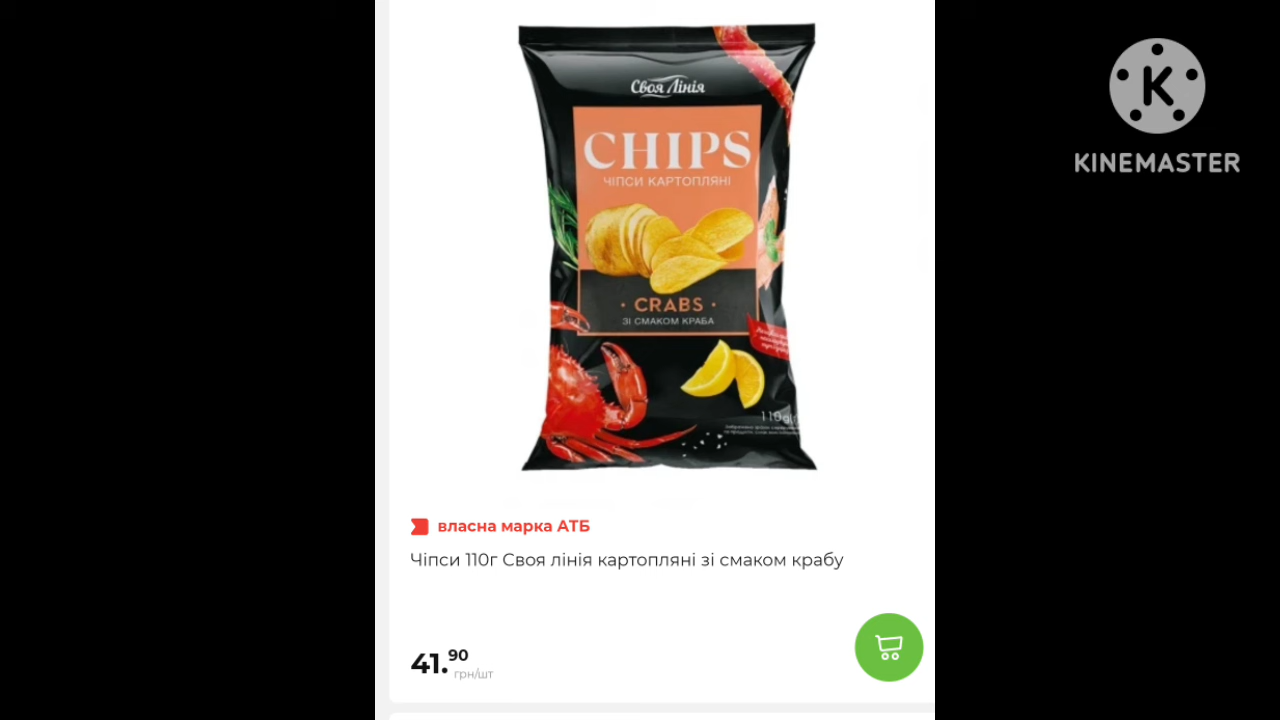 Своя Лінія
CHIPS
ЧІПСИ КАРТОПЛЯНІ
· CRABS ·
ЗІ СМАКОМ КРАБА
110g
K
KINEMASTER
власна марка АТБ
Чіпси 110г Своя лінія картопляні зі смаком крабу
41.90
грн/шт